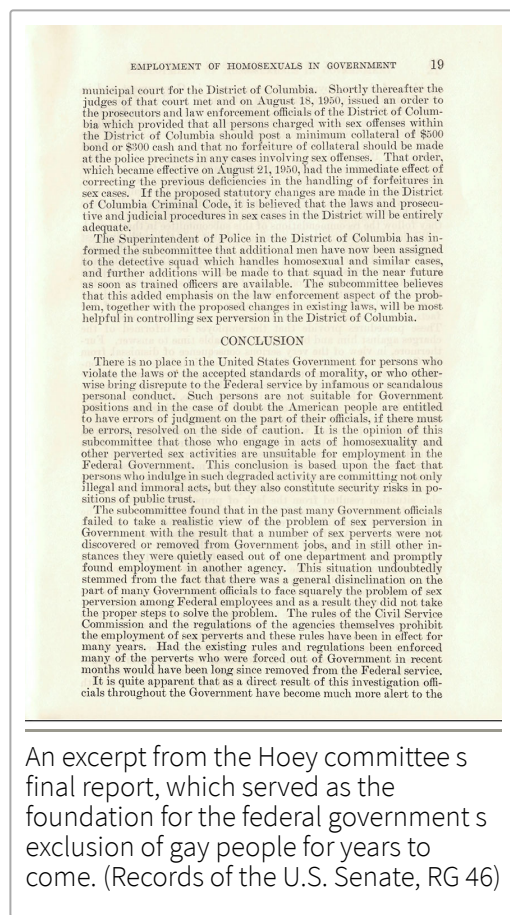 EMPLOYMENT OF HOMOSEXUALS IN GOVERNMENT 19
municipal court for the District of Columbia. Shortly thereafter the
judges of that court met and on August 18, 1950, issued an order to
the prosecutors and law enforcement officials of the District of Colum-
bia which provided that all persons charged with sex offenses within
the District of Columbia should post a minimum collateral of $500
bond or $300 cash and that no forfeiture of collateral should be made
at the police precincts in any cases involving sex offenses. That order,
which became effective on August 21, 1950, had the immediate effect of
correcting the previous deficiencies in the handling of forfeitures in
sex cases. If the proposed statutory changes are made in the District
of Columbia Criminal Code, it is believed that the laws and prosecu-
tive and judicial procedures in sex cases in the District will be entirely
adequate.
The Superintendent of Police in the District of Columbia has in-
formed the subcommittee that additional men have now been assigned
to the detective squad which handles homosexual and similar cases,
and further additions will be made to that squad in the near future
as soon as trained officers are available. The subcommittee believes
that this added emphasis on the law enforcement aspect of the prob-
lem, together with the proposed changes in existing laws, will be most
helpful in controlling sex perversion in the District of Columbia.
CONCLUSION
There is no place in the United States Government for persons who
violate the laws or the accepted standards of morality, or who other-
wise bring disrepute to the Federal service by infamous or scandalous
personal conduct. Such persons are not suitable for Government
positions and in the case of doubt the American people are entitled
to have errors of judgment on the part of their officials, if there must
be errors, resolved on the side of caution. It is the opinion of this
subcommittee that those who engage in acts of homosexuality and
other perverted sex activities are unsuitable for employment in the
Federal Government. This conclusion is based upon the fact that
persons who indulge in such degraded activity are committing not only
illegal and immoral acts, but they also constitute security risks in po-
sitions of public trust.
The subcommittee found that in the past many Government officials
failed to take a realistic view of the problem of sex perversion in
Government with the result that a number of sex perverts were not
discovered or removed from Government jobs, and in still other in-
stances they were quietly eased out of one department and promptly
found employment in another agency. This situation undoubtedly
stemmed from the fact that there was a general disinclination on the
part of many Government officials to face squarely the problem of sex
perversion among Federal employees and as a result they did not take
the proper steps to solve the problem. The rules of the Civil Service
Commission and the regulations of the agencies themselves prohibit
the employment of sex perverts and these rules have been in effect for
many years. Had the existing rules and regulations been enforced
many of the perverts who were forced out of Government in recent
months would have been long since removed from the Federal service.
It is quite apparent that as a direct result of this investigation offi-
cials throughout the Government have become much more alert to the
An excerpt from the Hoey committee s
final report, which served as the
foundation for the federal government s
exclusion of gay people for years to
come. (Records of the U.S. Senate, RG 46)